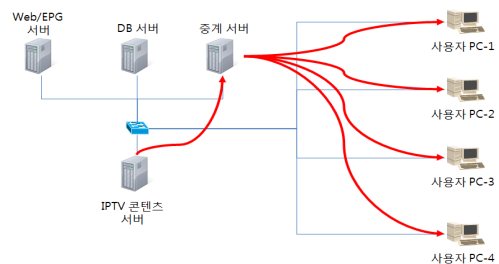 Web/EPG
서버
DB 서버
중계 서버
사용자 PC-1
사용자 PC-2
사용자 PC-3
IPTV 콘텐츠
서버
사용자 PC-4